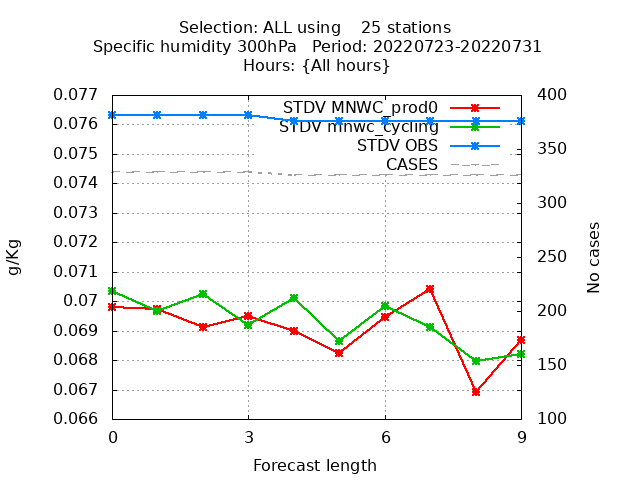 Selection: ALL using    25 stations
Specific humidity 300hPa   Period: 20220723-20220731
Hours: {All hours}
0.077
0.076
0.075
0.074
0.073
0.072
0.071
0.07
0.069
0.068
0.067
0.066
g/Kg
STDV MNWC_prod0
STDV mnwc_cycling
STDV OBS
CASES
400
350
300
250
200
150
100
No cases
0 3 6 9
Forecast length